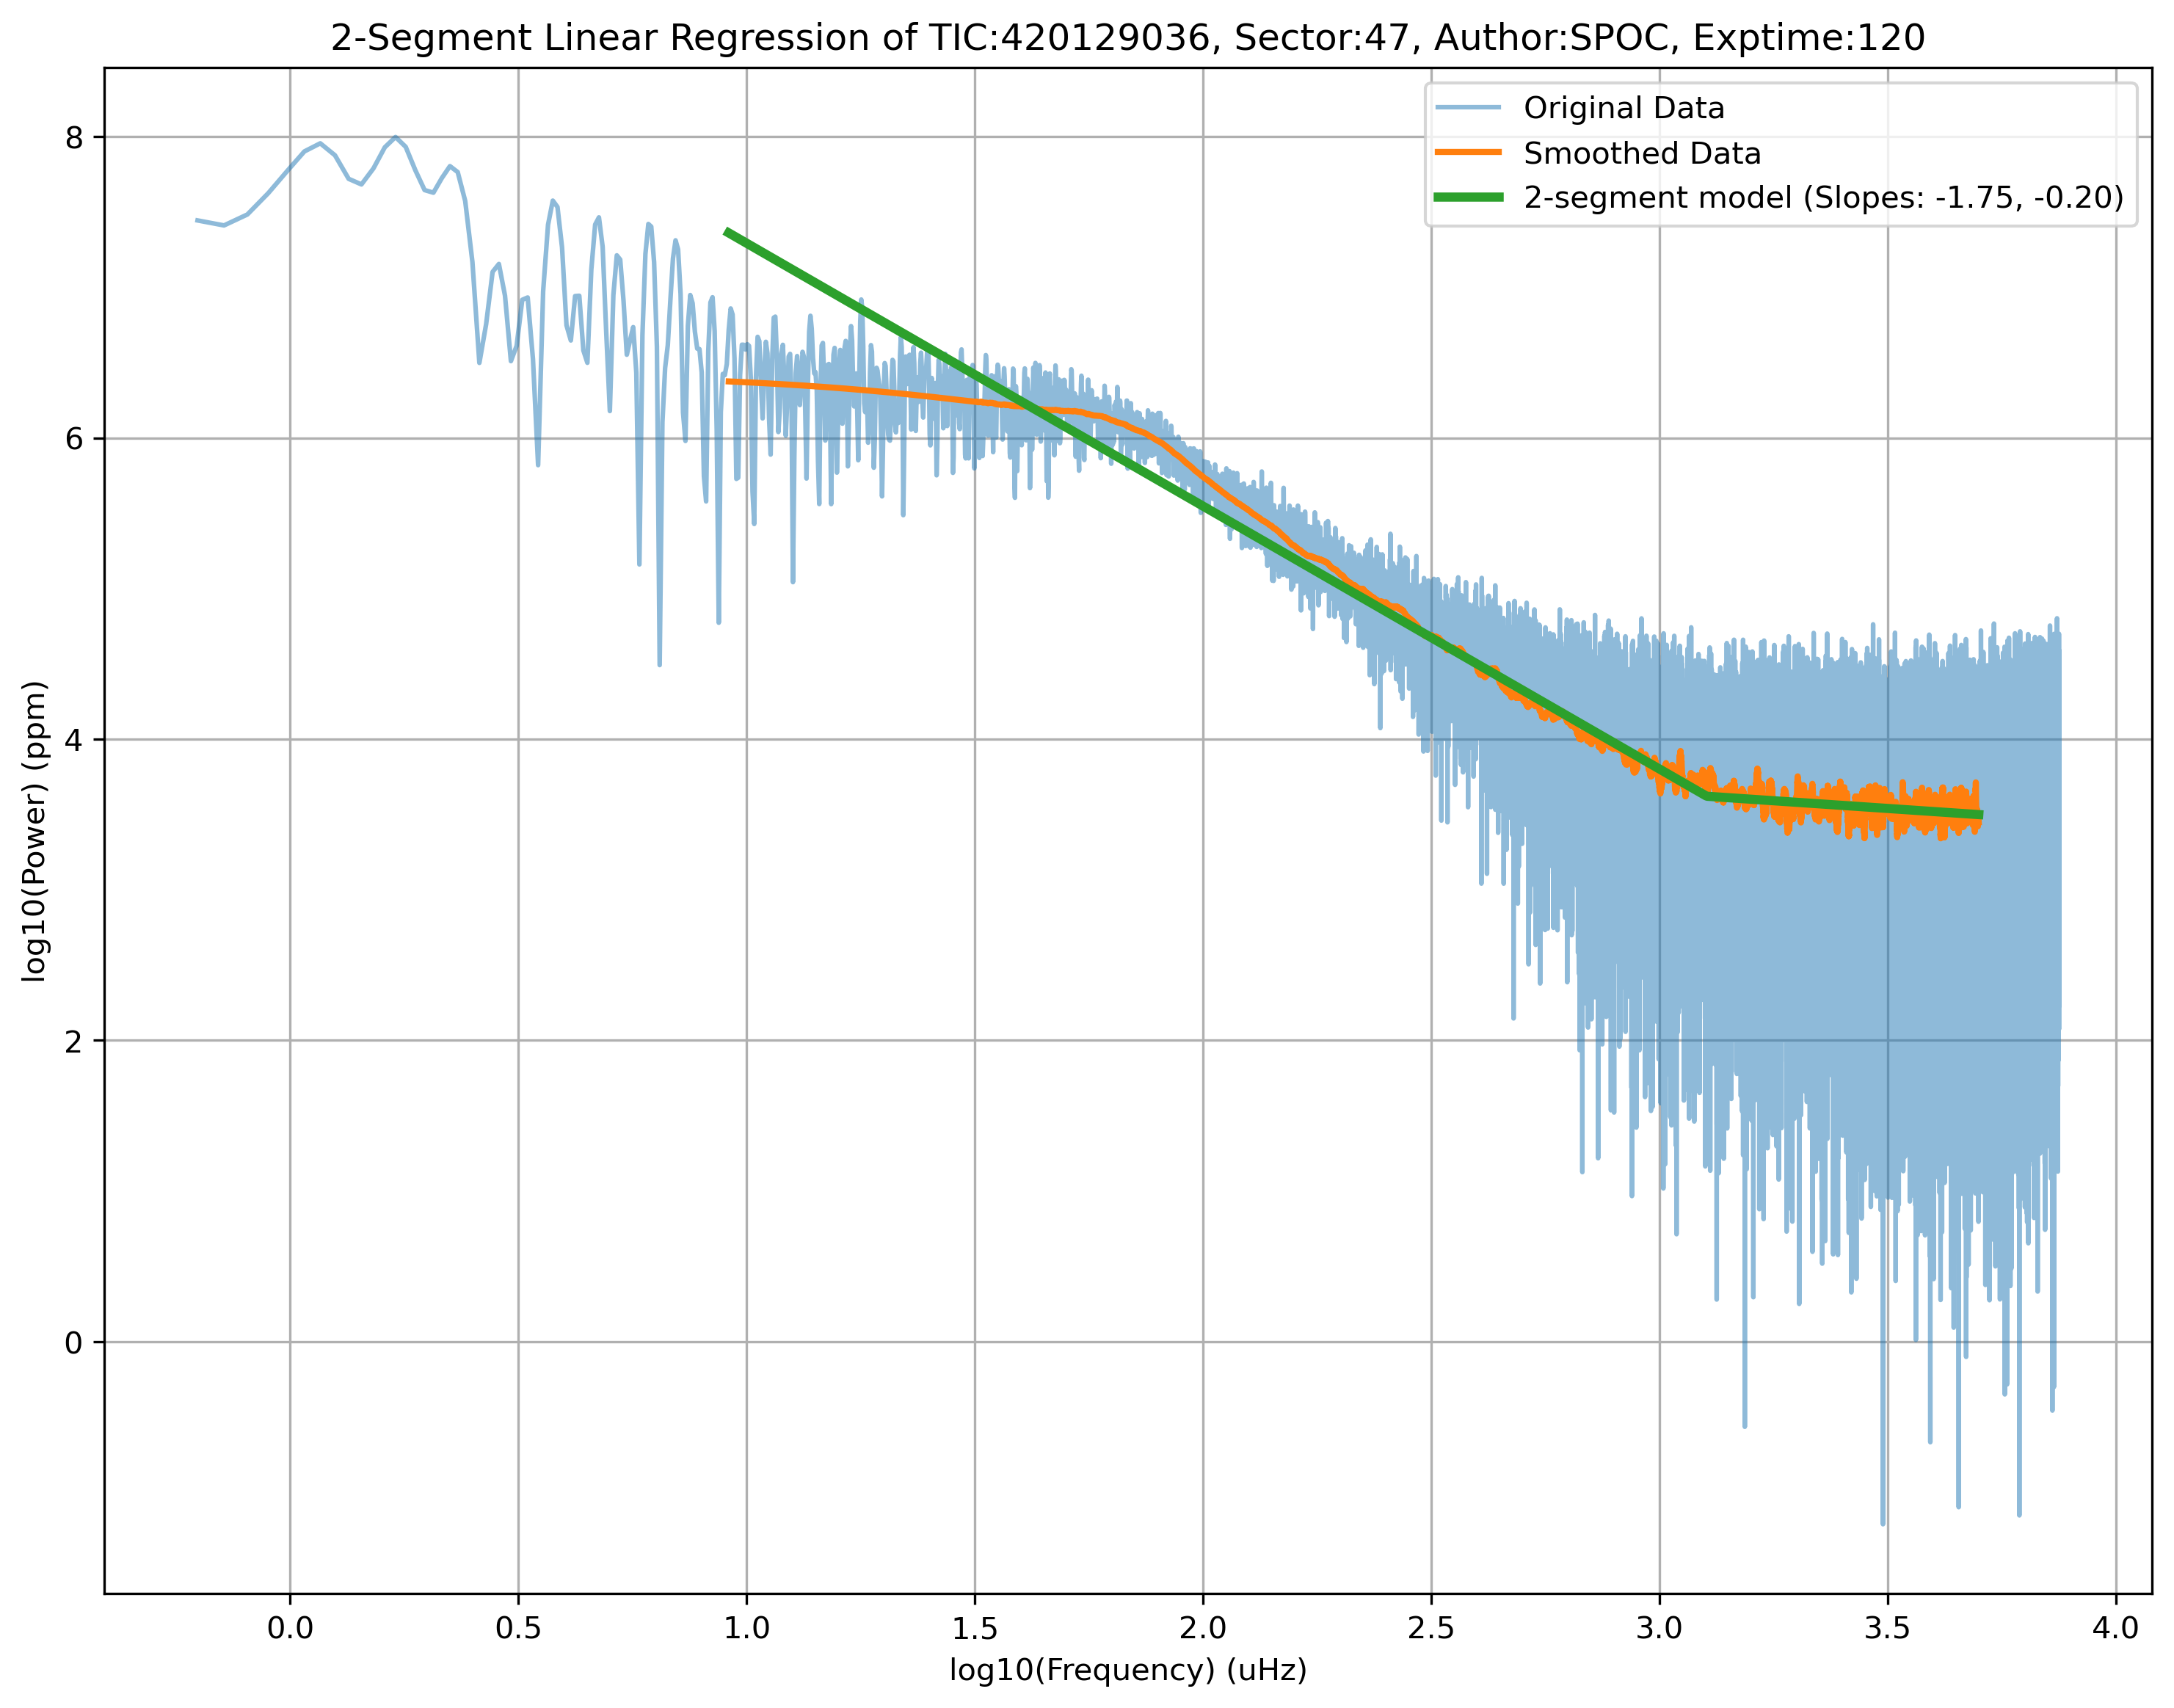 2-Segment Linear Regression of TIC:420129036, Sector:47, Author:SPOC, Exptime:120
Original Data
Smoothed Data
2-segment model (Slopes: -1.75, -0.20)
log10(Power) (ppm)
8
6
4
2
0
0.0 0.5 1.0 1.5 2.0 2.5 3.0 3.5 4.0
log10(Frequency) (uHz)